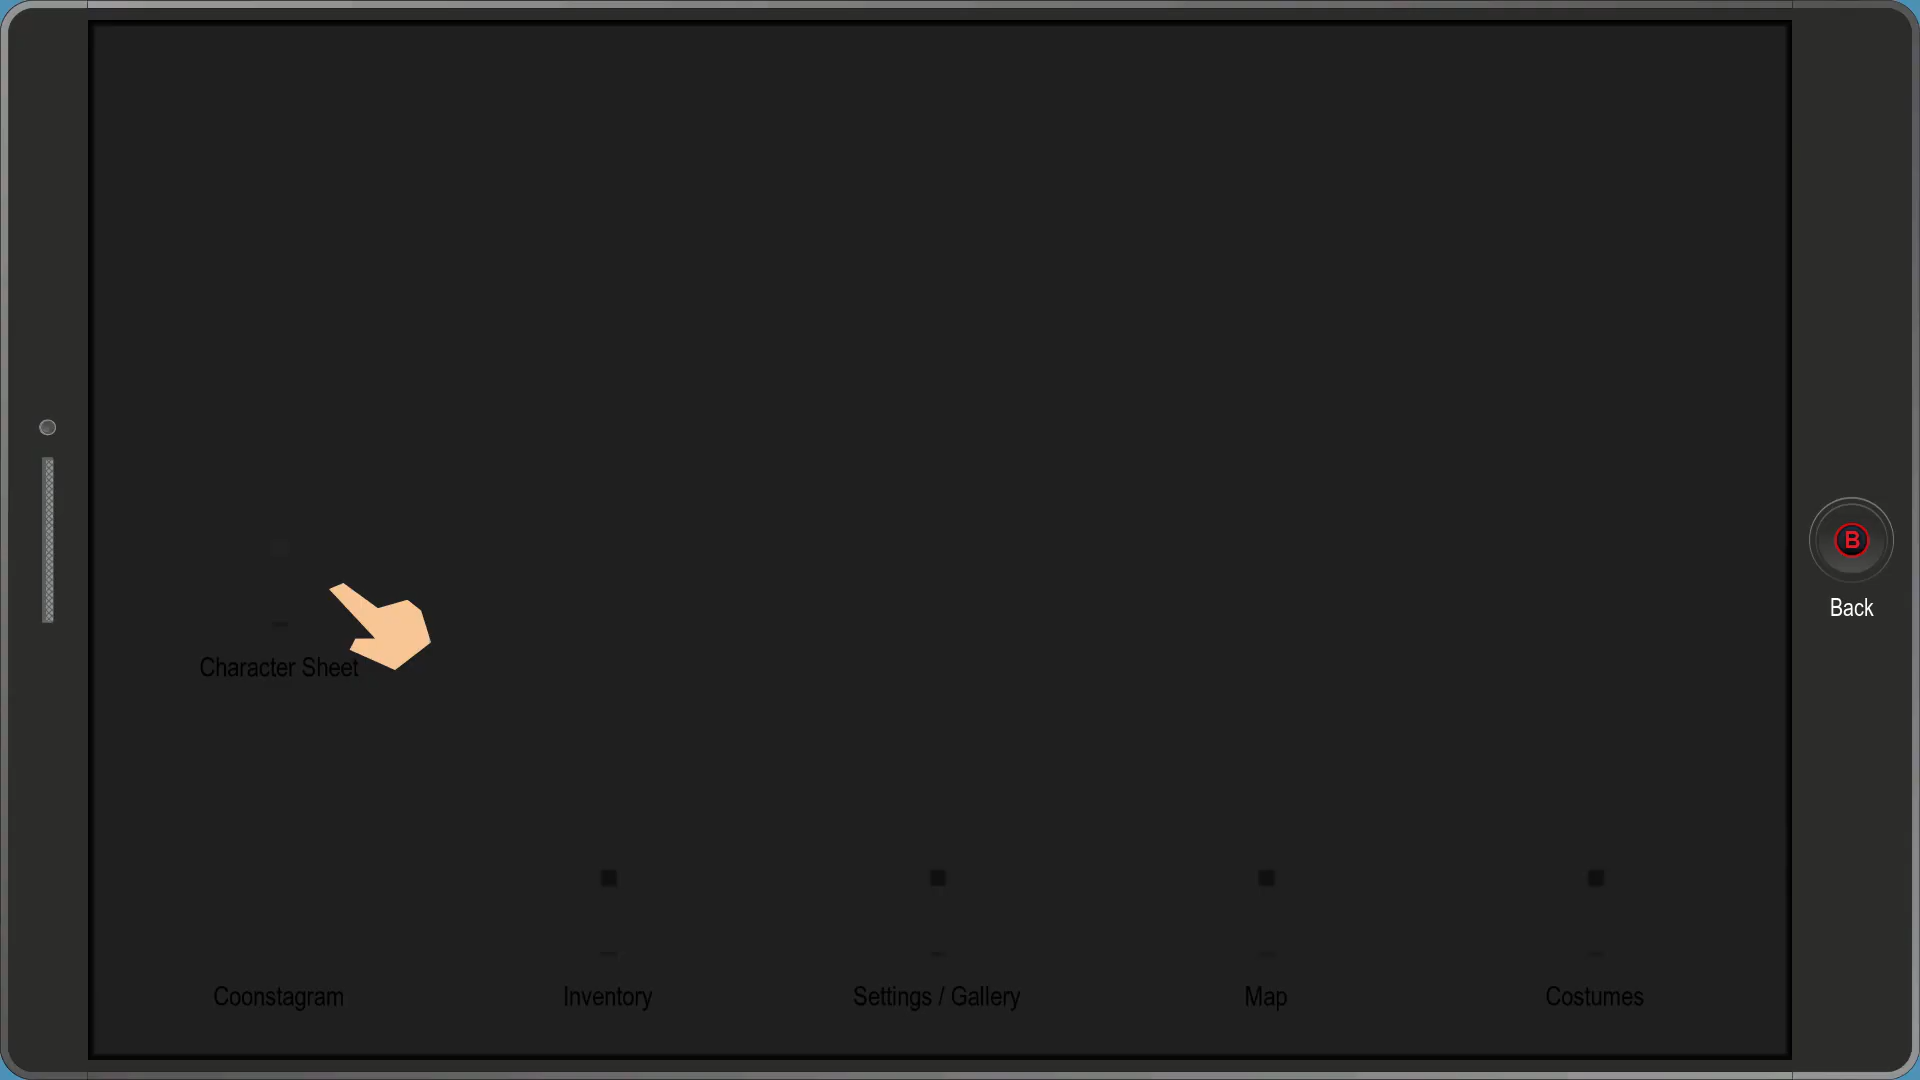 B
Back
Character Sheet
Coonstagram
Inventory
Settings / Gallery
Map
Costumes